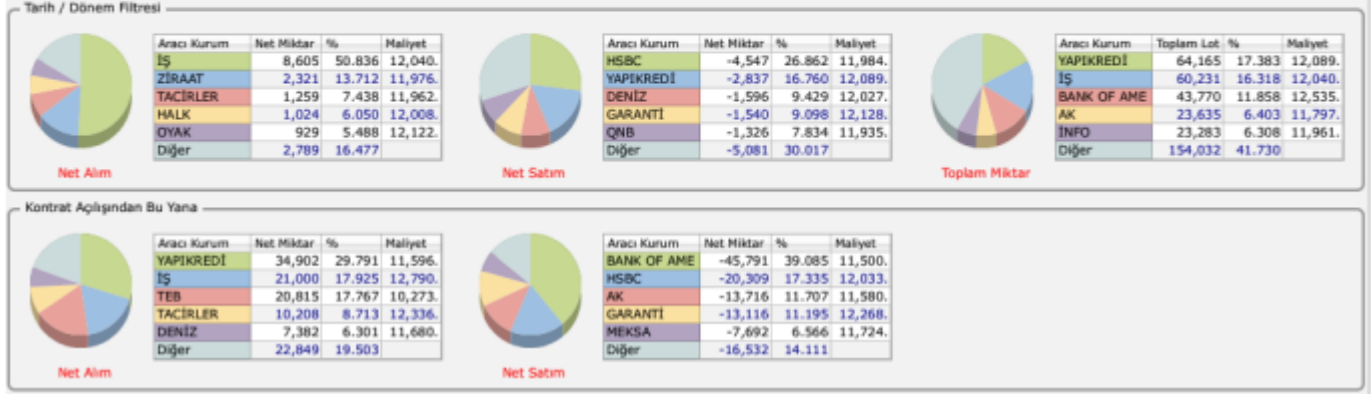 Tarih / Dönem Filtresi
Aracı Kurum Net Miktar % Maliyet
İŞ 8,605 50.836 12,040.
ZİRAAT 2,321 13.712 11,976.
TACİRLER 1,259 7.438 11,962.
HALK 1,024 6.050 12,008.
OYAK 929 5.488 12,122.
Diğer 2,789 16.477
Net Alım
Aracı Kurum Net Miktar % Maliyet
HSBC -4,547 26.862 11,984.
YAPIKREDİ -2,837 16.760 12,089.
DENİZ -1,596 9.429 12,027.
GARANTİ -1,540 9.098 12,128.
QNB -1,326 7.834 11,935.
Diğer -5,081 30.017
Net Satım
Aracı Kurum Toplam Lot % Maliyet
YAPIKREDİ 64,165 17.383 12,089.
İŞ 60,231 16.318 12,040.
BANK OF AME 43,770 11.858 12,535.
AK 23,635 6.403 11,797.
İNFO 23,283 6.308 11,961.
Diğer 154,032 41.730
Toplam Miktar
Kontrat Açılışından Bu Yana
Aracı Kurum Net Miktar % Maliyet
YAPIKREDİ 34,902 29.791 11,596.
İŞ 21,000 17.925 12,790.
TEB 20,815 17.767 10,273.
TACİRLER 10,208 8.713 12,336.
DENİZ 7,382 6.301 11,680.
Diğer 22,849 19.503
Net Alım
Aracı Kurum Net Miktar % Maliyet
BANK OF AME -45,791 39.085 11,500.
HSBC -20,309 17.335 12,033.
AK -13,716 11.707 11,580.
GARANTİ -13,116 11.195 12,268.
MEKSA -7,692 6.566 11,724.
Diğer -16,532 14.111
Net Satım